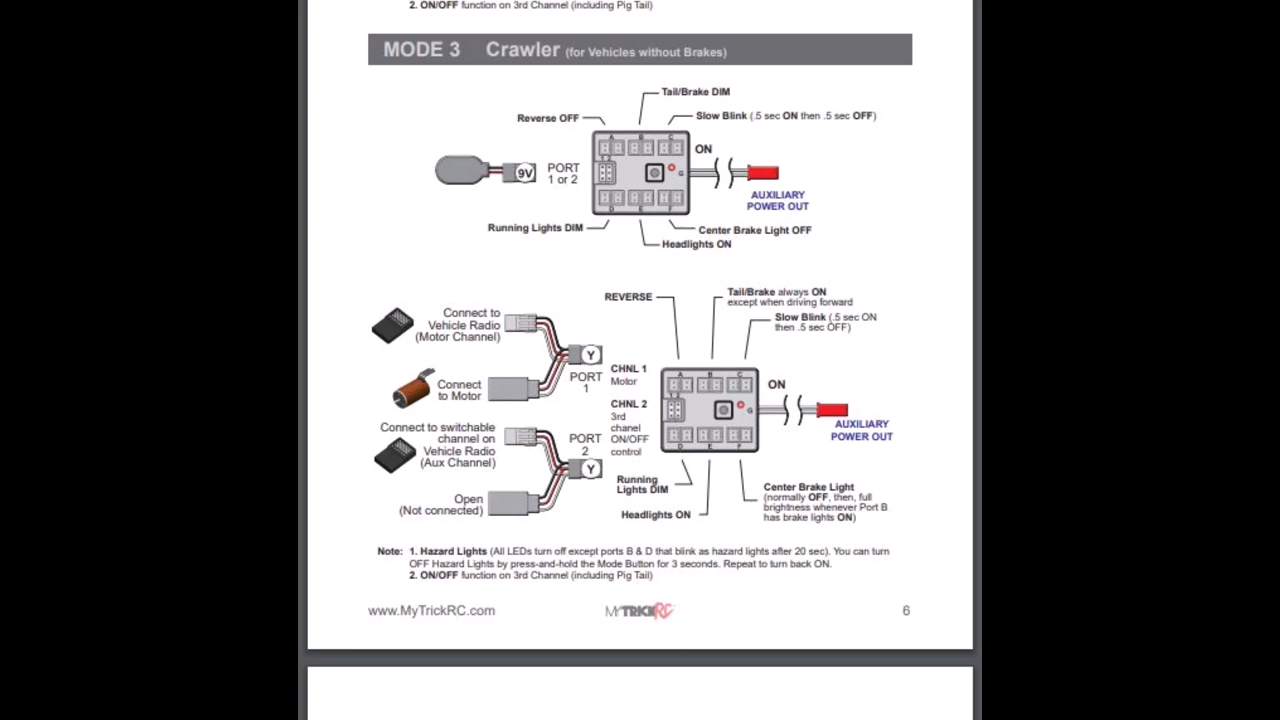 2. ON/OFF function on 3rd Channel (including Pig Tail)
MODE 3 Crawler (for Vehicles without Brakes)
Tail/Brake DIM
Reverse OFF
Slow Blink (.5 sec ON then .5 sec OFF)
A B C
1 2
ON
9V
PORT
1 or 2
G
AUXILIARY
POWER OUT
D E F
Running Lights DIM
Center Brake Light OFF
Headlights ON
REVERSE
Tail/Brake always ON
except when driving forward
Slow Blink (.5 sec ON
then .5 sec OFF)
Connect to
Vehicle Radio
(Motor Channel)
Y
PORT
1
CHNL 1
Motor
Connect
to Motor
CHNL 2
3rd
chanel
ON/OFF
control
A B C
1 2
ON
G
AUXILIARY
POWER OUT
D E F
Connect to switchable
channel on
Vehicle Radio
(Aux Channel)
PORT
2
Y
Open
(Not connected)
Running
Lights DIM
Headlights ON
Center Brake Light
(normally OFF, then, full
brightness whenever Port B
has brake lights ON)
Note: 1. Hazard Lights (All LEDs turn off except ports B & D that blink as hazard lights after 20 sec). You can turn
OFF Hazard Lights by press-and-hold the Mode Button for 3 seconds. Repeat to turn back ON.
2. ON/OFF function on 3rd Channel (including Pig Tail)
www.MyTrickRC.com
MYTRICKRC
6